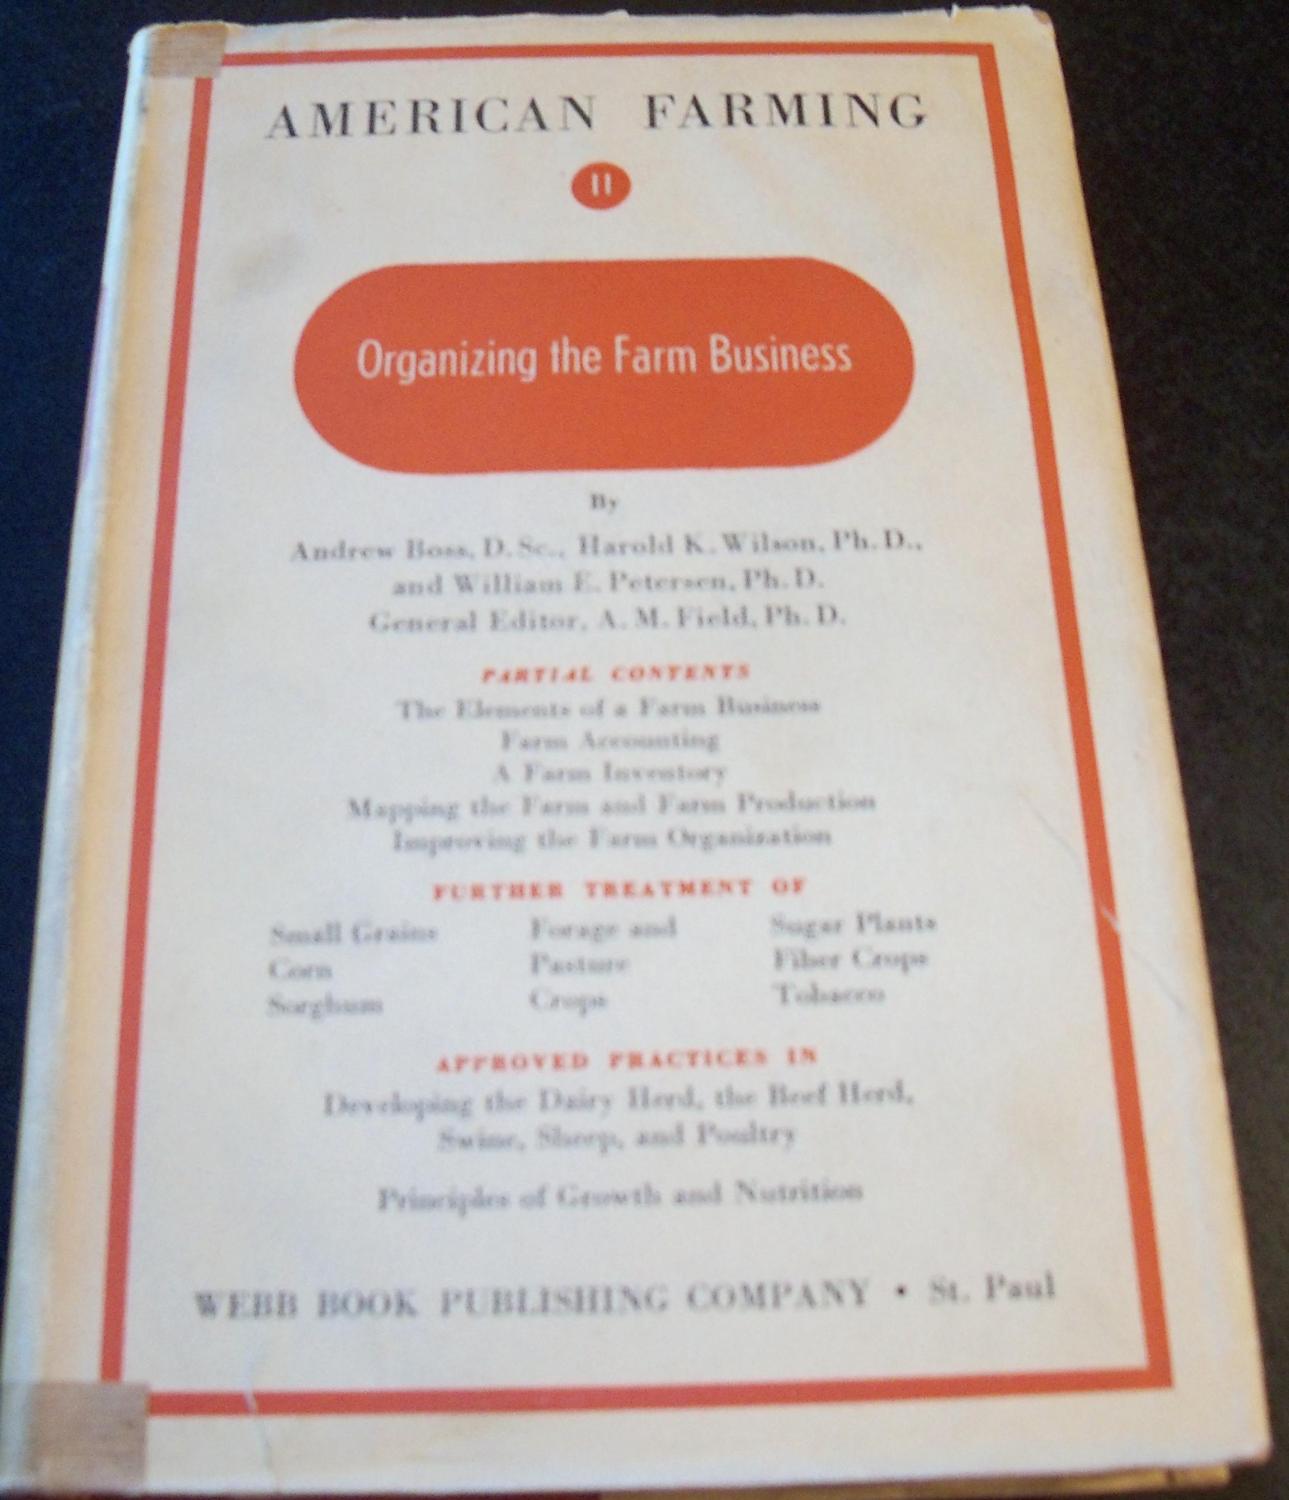 AMERICAN FARMING
II
Organizing the Farm Business
By
Andrew Boss, D.Sc., Harold K. Wilson, Ph.D.,
and William E. Petersen, Ph.D.
General Editor, A. M. Field, Ph.D.
PARTIAL CONTENTS
The Elements of a Farm Business
Farm Accounting
A Farm Inventory
Mapping the Farm and Farm Production
Improving the Farm Organization
FURTHER TREATMENT OF
Small Grains
Corn
Sorghum
Forage and
Pasture
Crops
Sugar Plants
Fiber Crops
Tobacco
APPROVED PRACTICES IN
Developing the Dairy Herd, the Beef Herd,
Swine, Sheep, and Poultry
Principles of Growth and Nutrition
WEBB BOOK PUBLISHING COMPANY • St. Paul